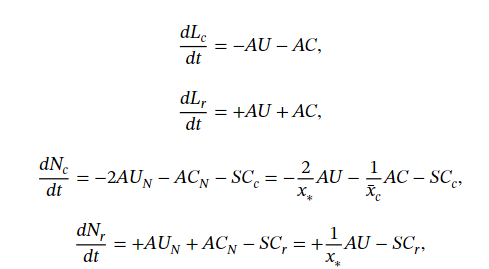 dL_c/dt = −AU − AC,
dL_r/dt = +AU + AC,
dN_c/dt = −2AU_N − AC_N − SC_c = −(2/x_*)AU − (1/x̄_c)AC − SC_c,
dN_r/dt = +AU_N + AC_N − SC_r = +(1/x_*)AU − SC_r,